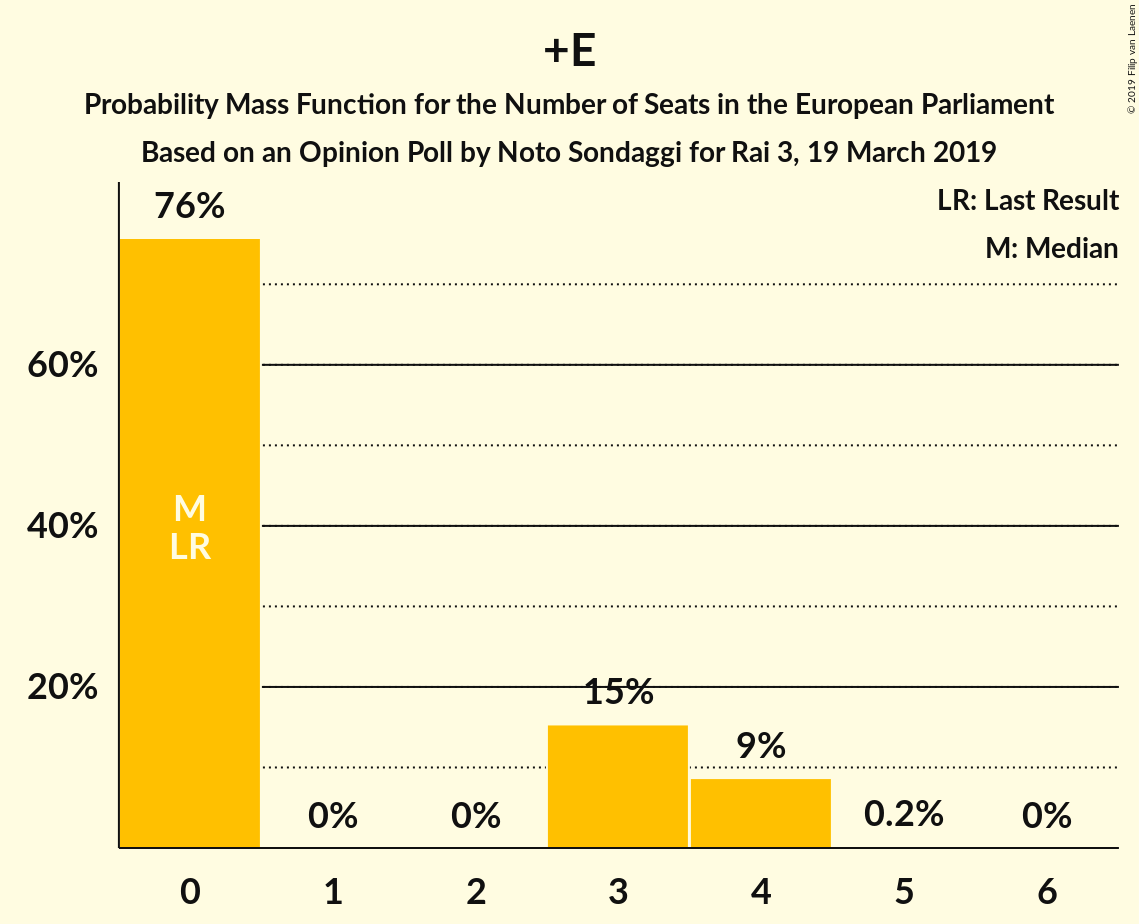 +E
Probability Mass Function for the Number of Seats in the European Parliament
Based on an Opinion Poll by Noto Sondaggi for Rai 3, 19 March 2019
© 2019 Filip van Laenen
LR: Last Result
M: Median
76%
60%
40%
20%
M
LR
15%
9%
0%
0%
0.2%
0%
0
1
2
3
4
5
6